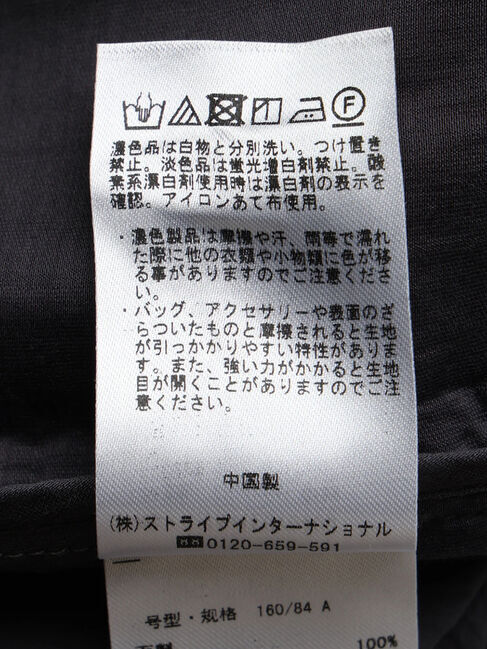 F
濃色品は白物と分別洗い。つけ置き
禁止。淡色品は蛍光増白剤禁止。酸
素系漂白剤使用時は漂白剤の表示を
確認。アイロンあて布使用。
・濃色製品は摩擦や汗、雨等で濡れ
た際に他の衣類や小物類に色が移
る事がありますのでご注意くださ
い。
・バッグ、アクセサリーや表面のざ
らついたものと摩擦されると生地
が引っかかりやすい特性がありま
す。また、強い力がかかると生地
目が開くことがありますのでご注
意ください。
中国製
(株)ストライプインターナショナル
0120-659-591
号型・规格 160/84 A
100%